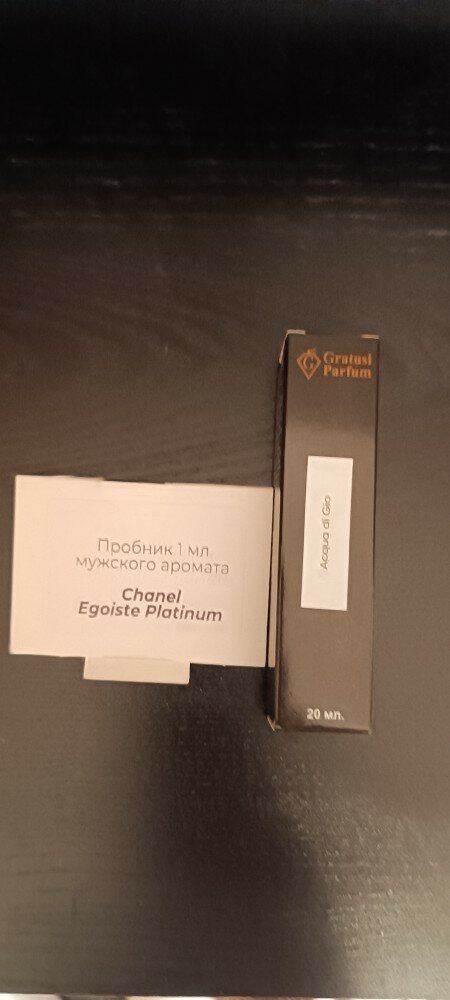 Пробник 1 мл
мужского аромата
Chanel
Egoiste Platinum
G
Gratusi
Parfum
Acqua di Gio
20 мл.